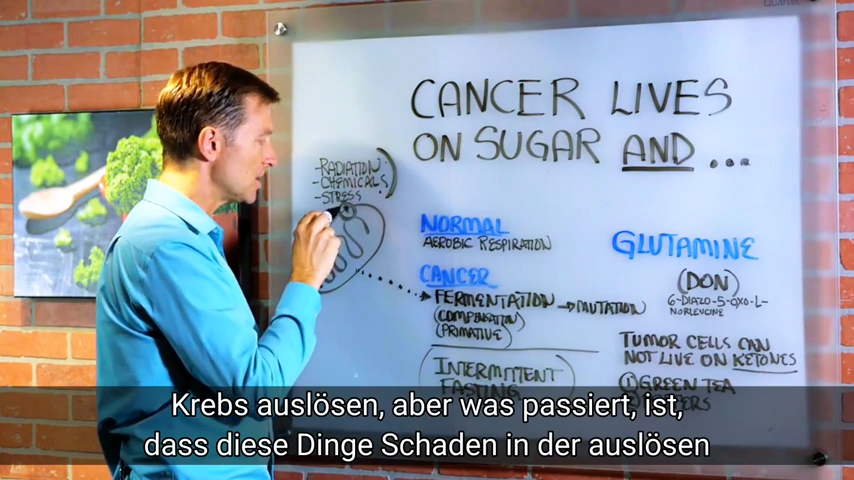 CANCER LIVES
ON SUGAR AND ...
-RADIATION
-CHEMICALS
-STRESS
NORMAL
AEROBIC RESPIRATION
CANCER
FERMENTATION → MUTATION
(COMPENSATION)
(PRIMATIVE)
INTERMITTENT
FASTING
GLUTAMINE
(DON)
6-DIAZO-5-OXO-L-
NORLEUCINE
TUMOR CELLS CAN
NOT LIVE ON KETONES
① GREEN TEA
Krebs auslösen, aber was passiert, ist,
dass diese Dinge Schaden in der auslösen